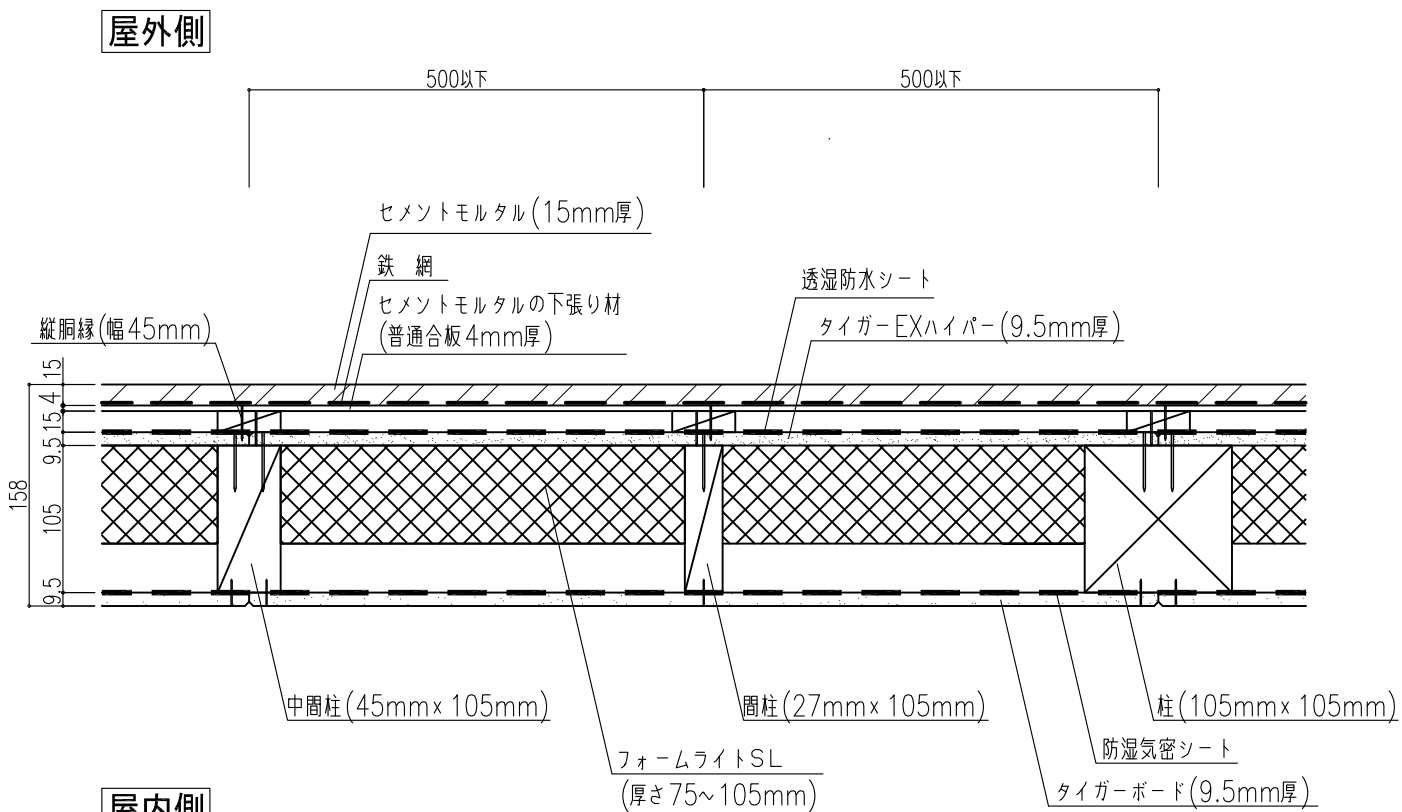 屋外側
500以下
500以下
セメントモルタル(15mm厚)
鉄 網
セメントモルタルの下張り材
(普通合板4mm厚)
縦胴縁(幅45mm)
透湿防水シート
タイガーEXハイパー(9.5mm厚)
15
4
15
9.5
105
9.5
158
中間柱(45mm×105mm)
間柱(27mm×105mm)
柱(105mm×105mm)
フォームライトSL
(厚さ75~105mm)
防湿気密シート
タイガーボード(9.5mm厚)
屋内側